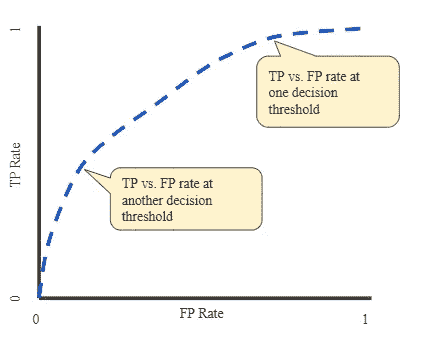 1
TP vs. FP rate at
one decision
threshold
TP Rate
TP vs. FP rate at
another decision
threshold
0
0
FP Rate
1